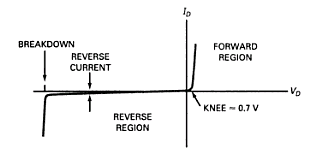 I_D
BREAKDOWN
REVERSE
CURRENT
FORWARD
REGION
V_D
KNEE ≈ 0.7 V
REVERSE
REGION